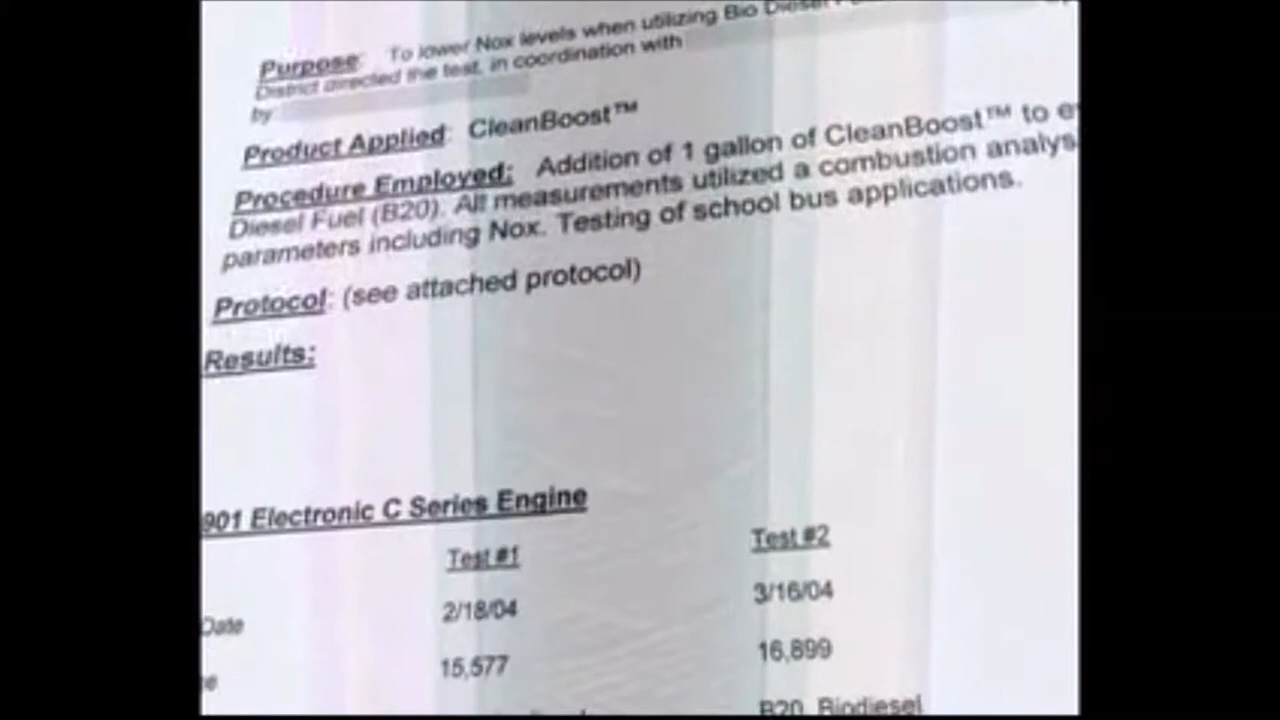 Purpose: To lower Nox levels when utilizing Bio Diesel
District directed the test, in coordination with
by
Product Applied: CleanBoost™
Procedure Employed: Addition of 1 gallon of CleanBoost™ to
Diesel Fuel (B20). All measurements utilized a combustion
parameters including Nox. Testing of school bus applications.
Protocol: (see attached protocol)
Results:
901 Electronic C Series Engine
Test #1 Test #2
Date 2/18/04 3/16/04
15,577 16,899
B20 Biodiesel